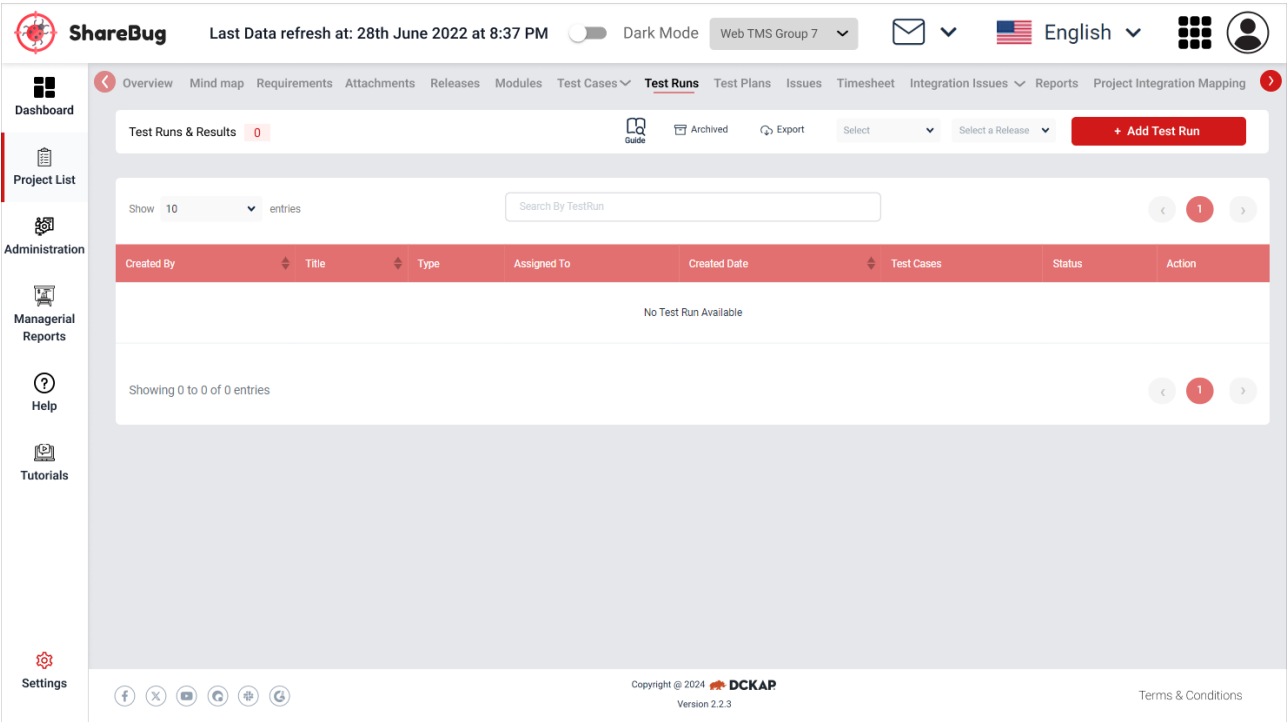 ShareBug
Last Data refresh at: 28th June 2022 at 8:37 PM
Dark Mode
Web TMS Group 7
English
Dashboard
Project List
Administration
Managerial
Reports
Help
Tutorials
Settings
Overview Mind map Requirements Attachments Releases Modules Test Cases Test Runs Test Plans Issues Timesheet Integration Issues Reports Project Integration Mapping
Test Runs & Results 0
Guide
Archived
Export
Select
Select a Release
+ Add Test Run
Show 10 entries
Search By TestRun
‹ 1 ›
Created By Title Type Assigned To Created Date Test Cases Status Action
No Test Run Available
Showing 0 to 0 of 0 entries
‹ 1 ›
Copyright @ 2024 DCKAP
Version 2.2.3
Terms & Conditions